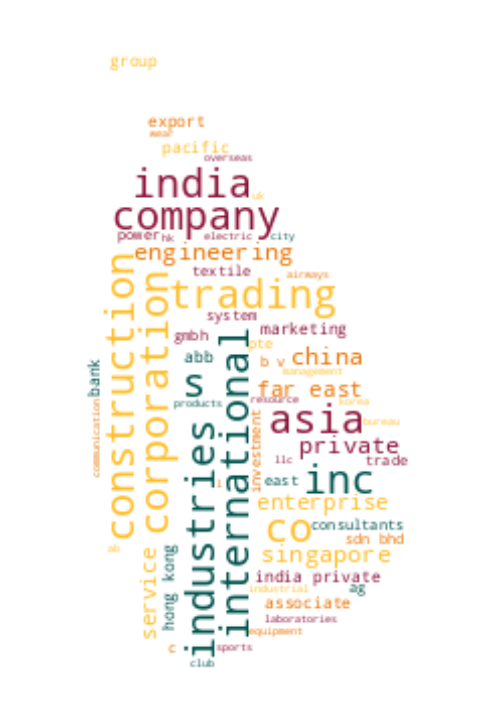 group
export
wear
pacific
overseas
india
uk
company
power
hk
electric
city
engineering
textile
airways
construction
corporation
trading
system
gmbh
marketing
international
pte
abb
b v
china
management
bank
s
far east
products
resource
korea
communication
investment
asia
bureau
industries
private
llc
trade
i
east
inc
enterprise
co
consultants
sdn bhd
ab
service
hong kong
singapore
india private
industrial
ag
associate
laboratories
equipment
c
sports
club